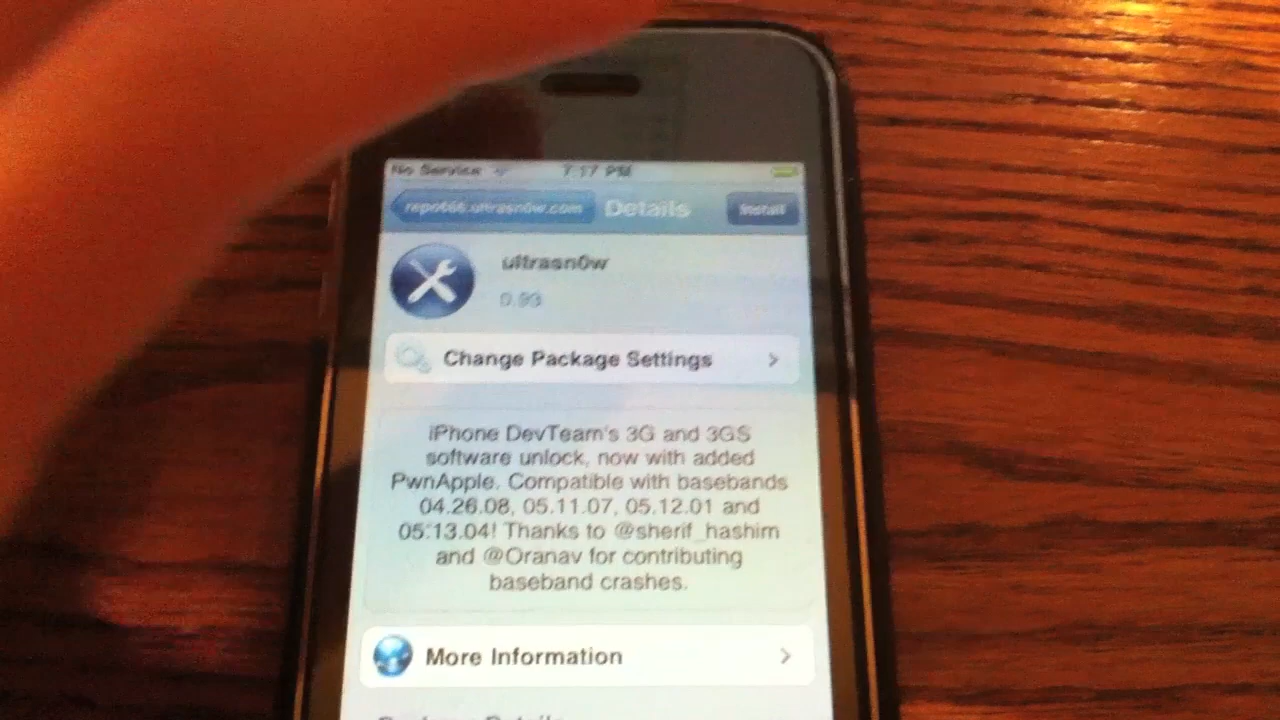 No Service 7:17 PM
repo666.ultrasn0w.com Details Install
ultrasn0w
0.93
Change Package Settings
iPhone DevTeam's 3G and 3GS
software unlock, now with added
PwnApple. Compatible with basebands
04.26.08, 05.11.07, 05.12.01 and
05.13.04! Thanks to @sherif_hashim
and @Oranav for contributing
baseband crashes.
More Information
Package Details